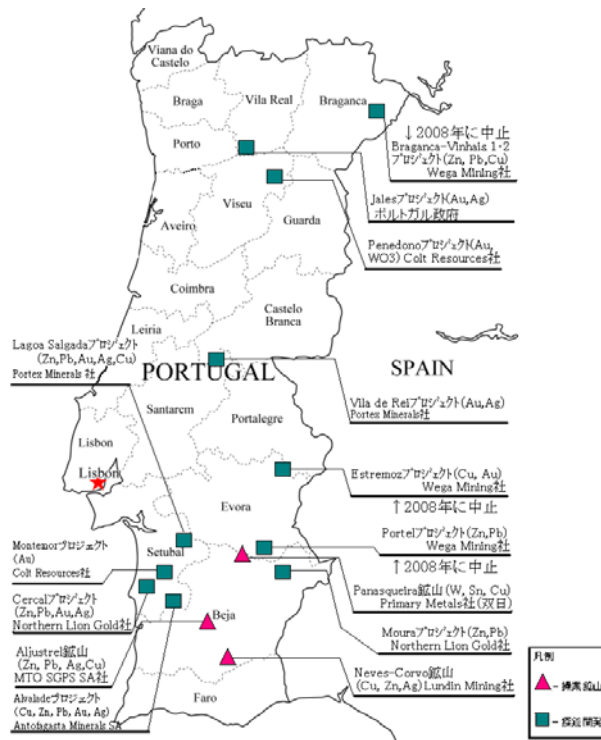 Viana do
Castelo
Braga
Vila Real
Braganca
Porto
↓2008年に中止
Braganca-Vinhais 1・2
プロジェクト(Zn, Pb,Cu)
Wega Mining社
Jalesプロジェクト(Au,Ag)
ポルトガル政府
Viseu
Aveiro
Guarda
Penedonoプロジェクト(Au,
WO3) Colt Resources社
Coimbra
Castelo
Branca
Leiria
Lagoa Salgadaプロジェクト
(Zn,Pb,Au,Ag,Cu)
Portex Minerals 社
PORTUGAL
SPAIN
Santarem
Portalegre
Vila de Reiプロジェクト(Au,Ag)
Portex Minerals社
Lisbon
Lisbon
Estremozプロジェクト(Cu, Au)
Wega Mining社
↑2008年に中止
Evora
Portelプロジェクト(Zn,Pb)
Wega Mining社
↑2008年に中止
Montemorプロジェクト
(Au)
Colt Resources社
Setubal
Panasqueira鉱山(W, Sn, Cu)
Primary Metals社(双日)
Cercalプロジェクト
(Zn,Pb,Au,Ag)
Northern Lion Gold社
Beja
Mouraプロジェクト(Zn,Pb)
Northern Lion Gold社
Aljustrel鉱山
(Zn, Pb, Ag,Cu)
MTO SGPS SA社
Neves-Corvo鉱山
(Cu, Zn,Ag) Lundin Mining社
Alvaladeプロジェクト
(Cu, Zn, Pb, Au, Ag)
Antofagasta Minerals SA
Faro
凡例
- 操業鉱山
- 探鉱開発